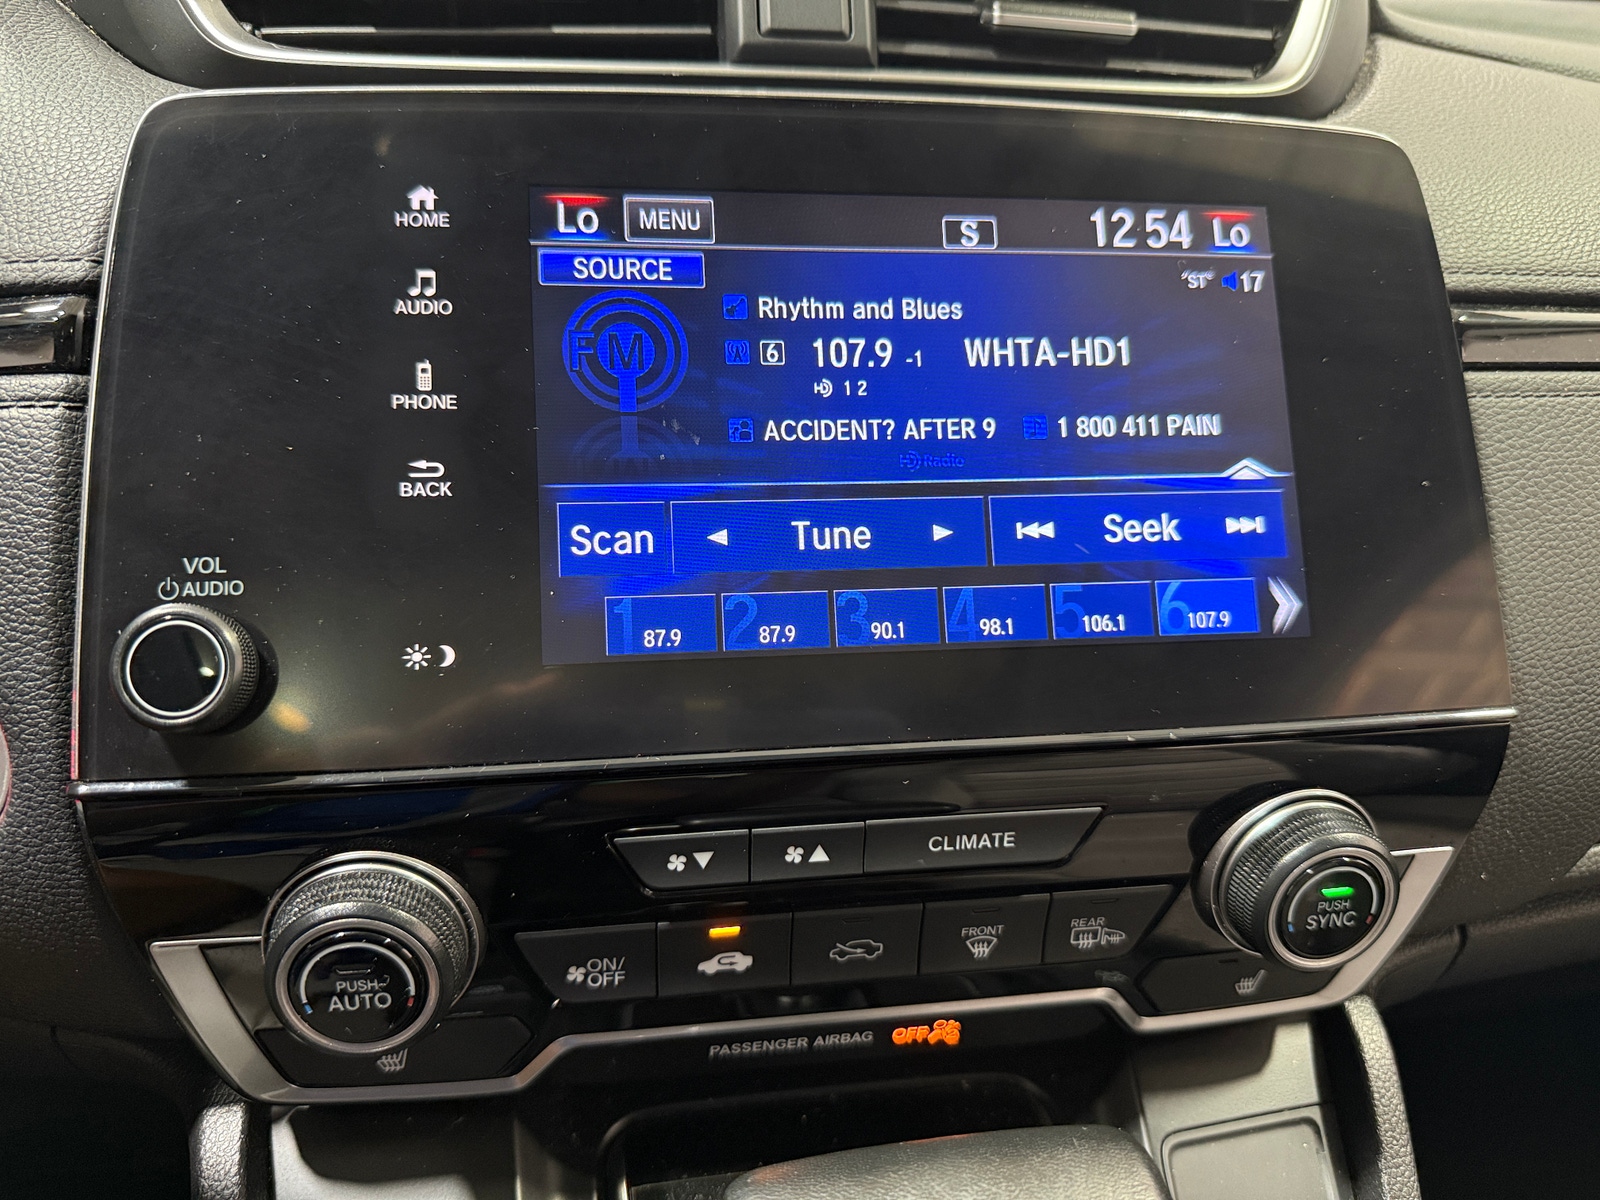 HOME
AUDIO
PHONE
BACK
VOL
AUDIO
Lo MENU S 12:54 Lo
SOURCE
ST 17
FM
Rhythm and Blues
6 107.9 -1 WHTA-HD1
HD 1 2
ACCIDENT? AFTER 9 1 800 411 PAIN
HD Radio
Scan Tune Seek
1 87.9 2 87.9 3 90.1 4 98.1 5 106.1 6 107.9
CLIMATE
ON/OFF
FRONT
REAR
PUSH
AUTO
PUSH
SYNC
PASSENGER AIRBAG OFF